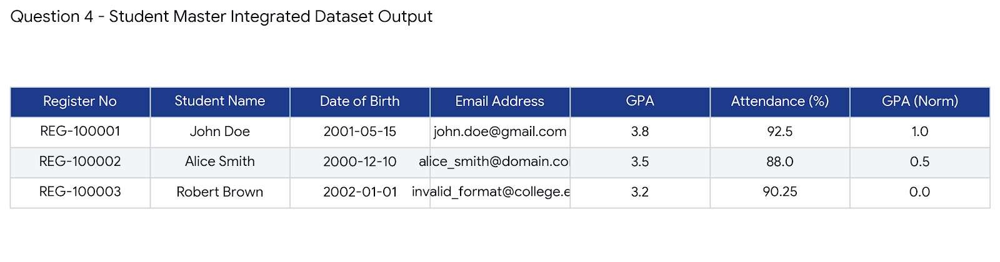 Question 4 - Student Master Integrated Dataset Output
Register No Student Name Date of Birth Email Address GPA Attendance (%) GPA (Norm)
REG-100001 John Doe 2001-05-15 john.doe@gmail.com 3.8 92.5 1.0
REG-100002 Alice Smith 2000-12-10 alice_smith@domain.co 3.5 88.0 0.5
REG-100003 Robert Brown 2002-01-01 invalid_format@college.e 3.2 90.25 0.0